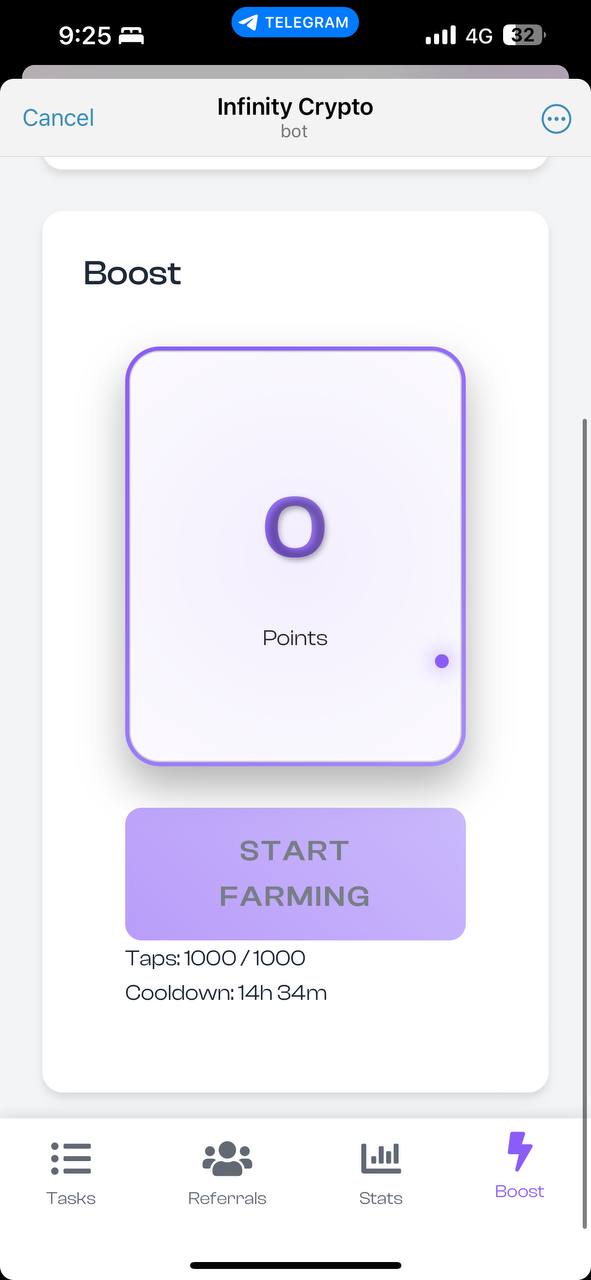 9:25
TELEGRAM
4G
32
Cancel
Infinity Crypto
bot
Boost
0
Points
START
FARMING
Taps: 1000 / 1000
Cooldown: 14h 34m
Tasks
Referrals
Stats
Boost